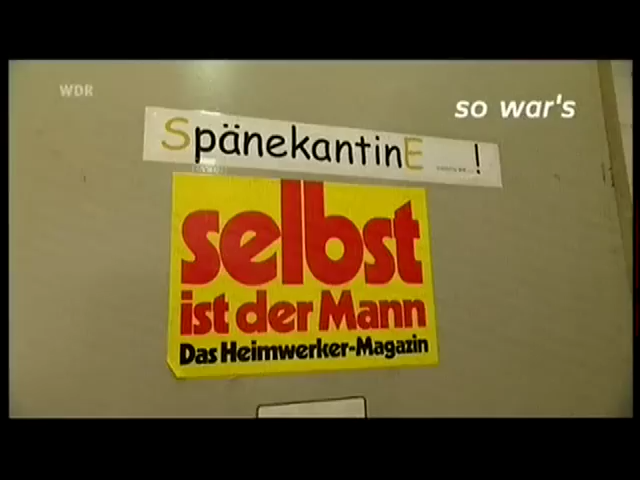 WDR
so war's
SpänekantinE !
selbst
ist der Mann
Das Heimwerker-Magazin